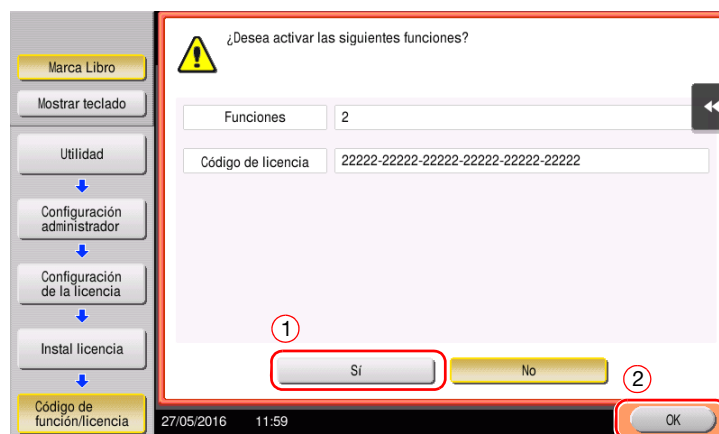 Marca Libro
Mostrar teclado
Utilidad
Configuración
administrador
Configuración
de la licencia
Instal licencia
Código de
función/licencia
¿Desea activar las siguientes funciones?
Funciones
2
Código de licencia
22222-22222-22222-22222-22222-22222
1
Sí
No
2
27/05/2016 11:59
OK